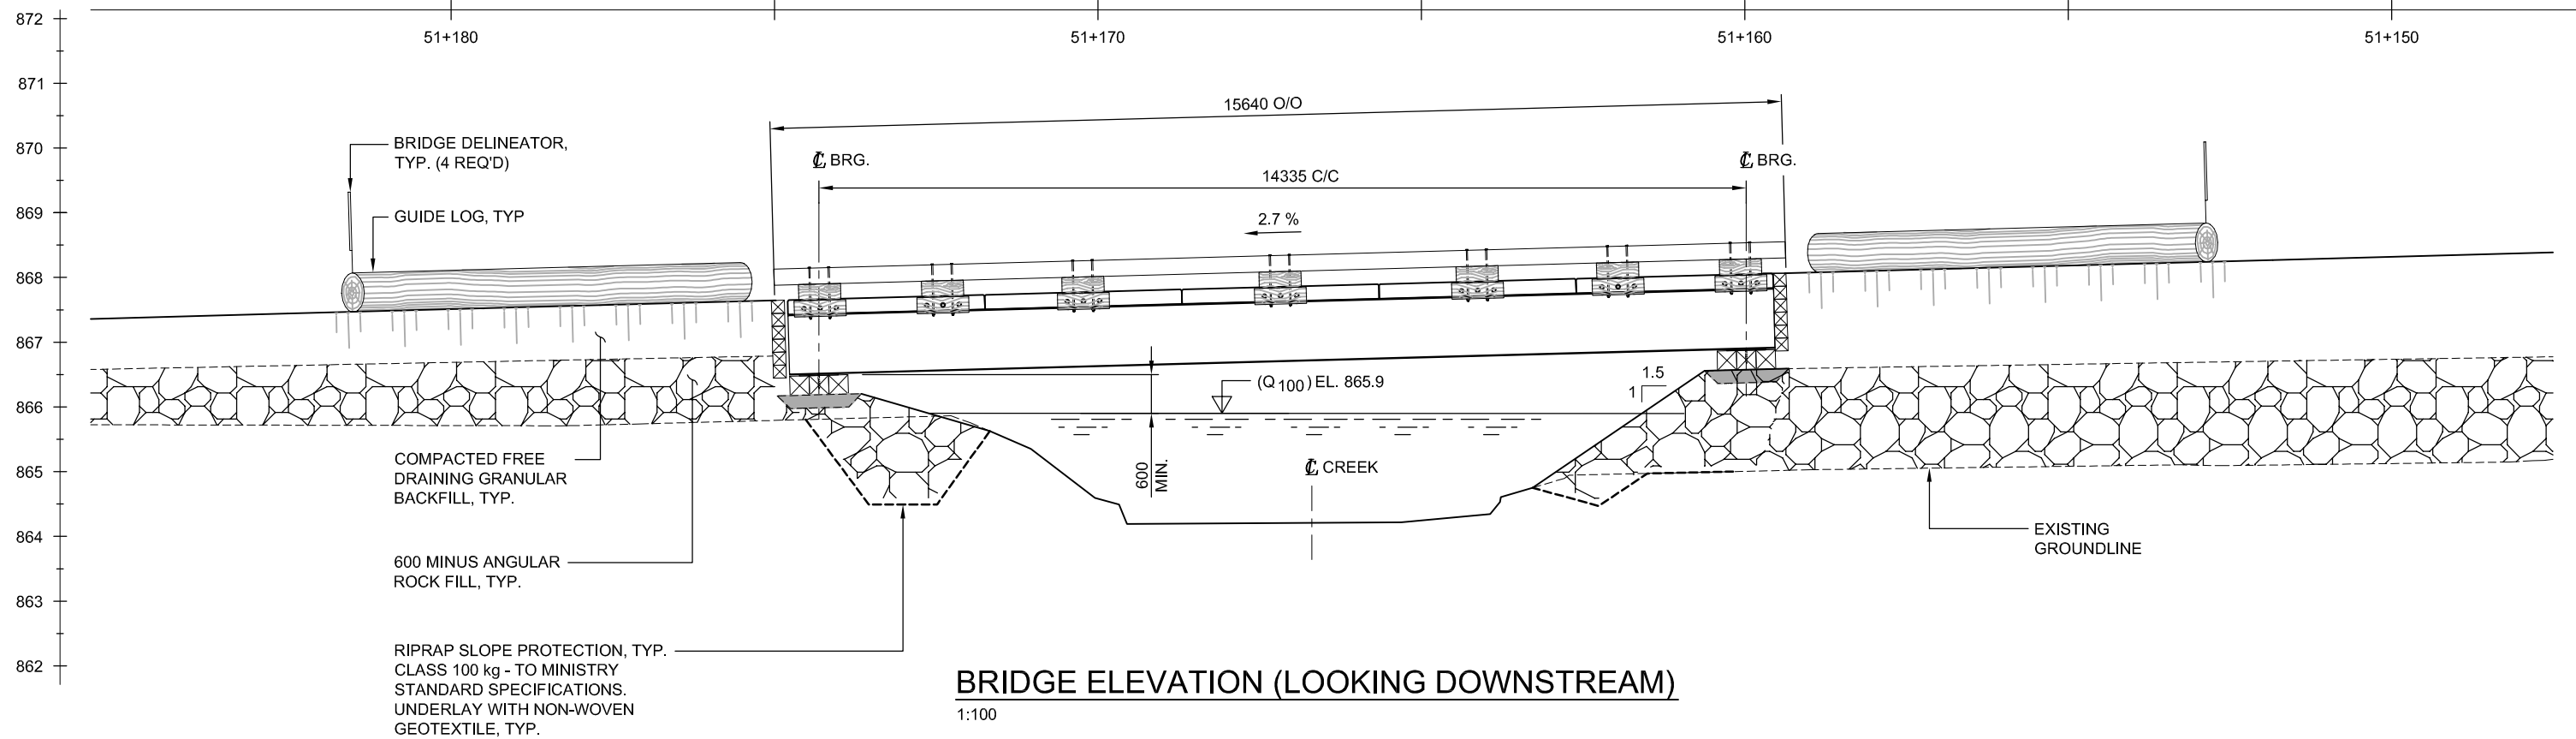 872
871
870
869
868
867
866
865
864
863
862
51+180
51+170
51+160
51+150
15640 O/O
℄ BRG.
℄ BRG.
14335 C/C
2.7 %
BRIDGE DELINEATOR,
TYP. (4 REQ'D)
GUIDE LOG, TYP
(Q100) EL. 865.9
1.5
1
600
MIN.
℄ CREEK
COMPACTED FREE
DRAINING GRANULAR
BACKFILL, TYP.
600 MINUS ANGULAR
ROCK FILL, TYP.
EXISTING
GROUNDLINE
RIPRAP SLOPE PROTECTION, TYP.
CLASS 100 kg - TO MINISTRY
STANDARD SPECIFICATIONS.
UNDERLAY WITH NON-WOVEN
GEOTEXTILE, TYP.
BRIDGE ELEVATION (LOOKING DOWNSTREAM)
1:100